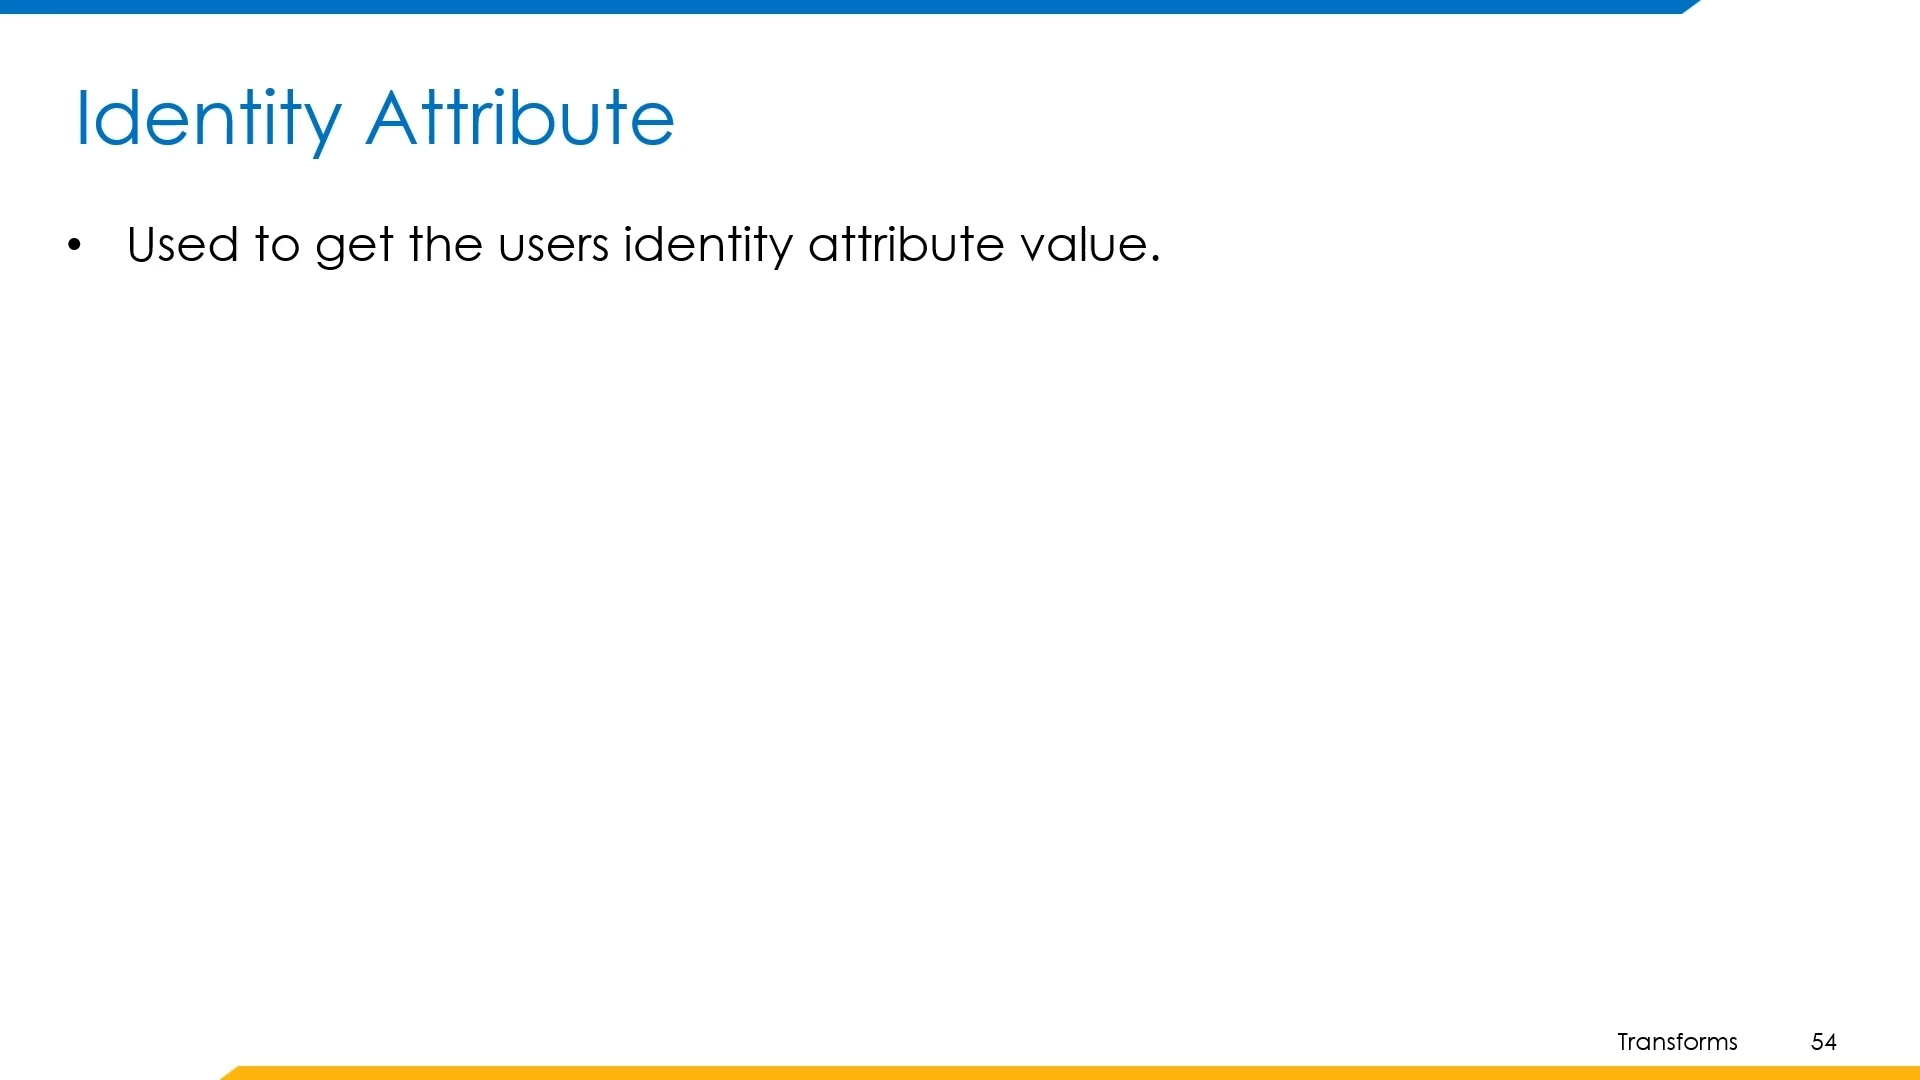 Identity Attribute
• Used to get the users identity attribute value.
Transforms 54